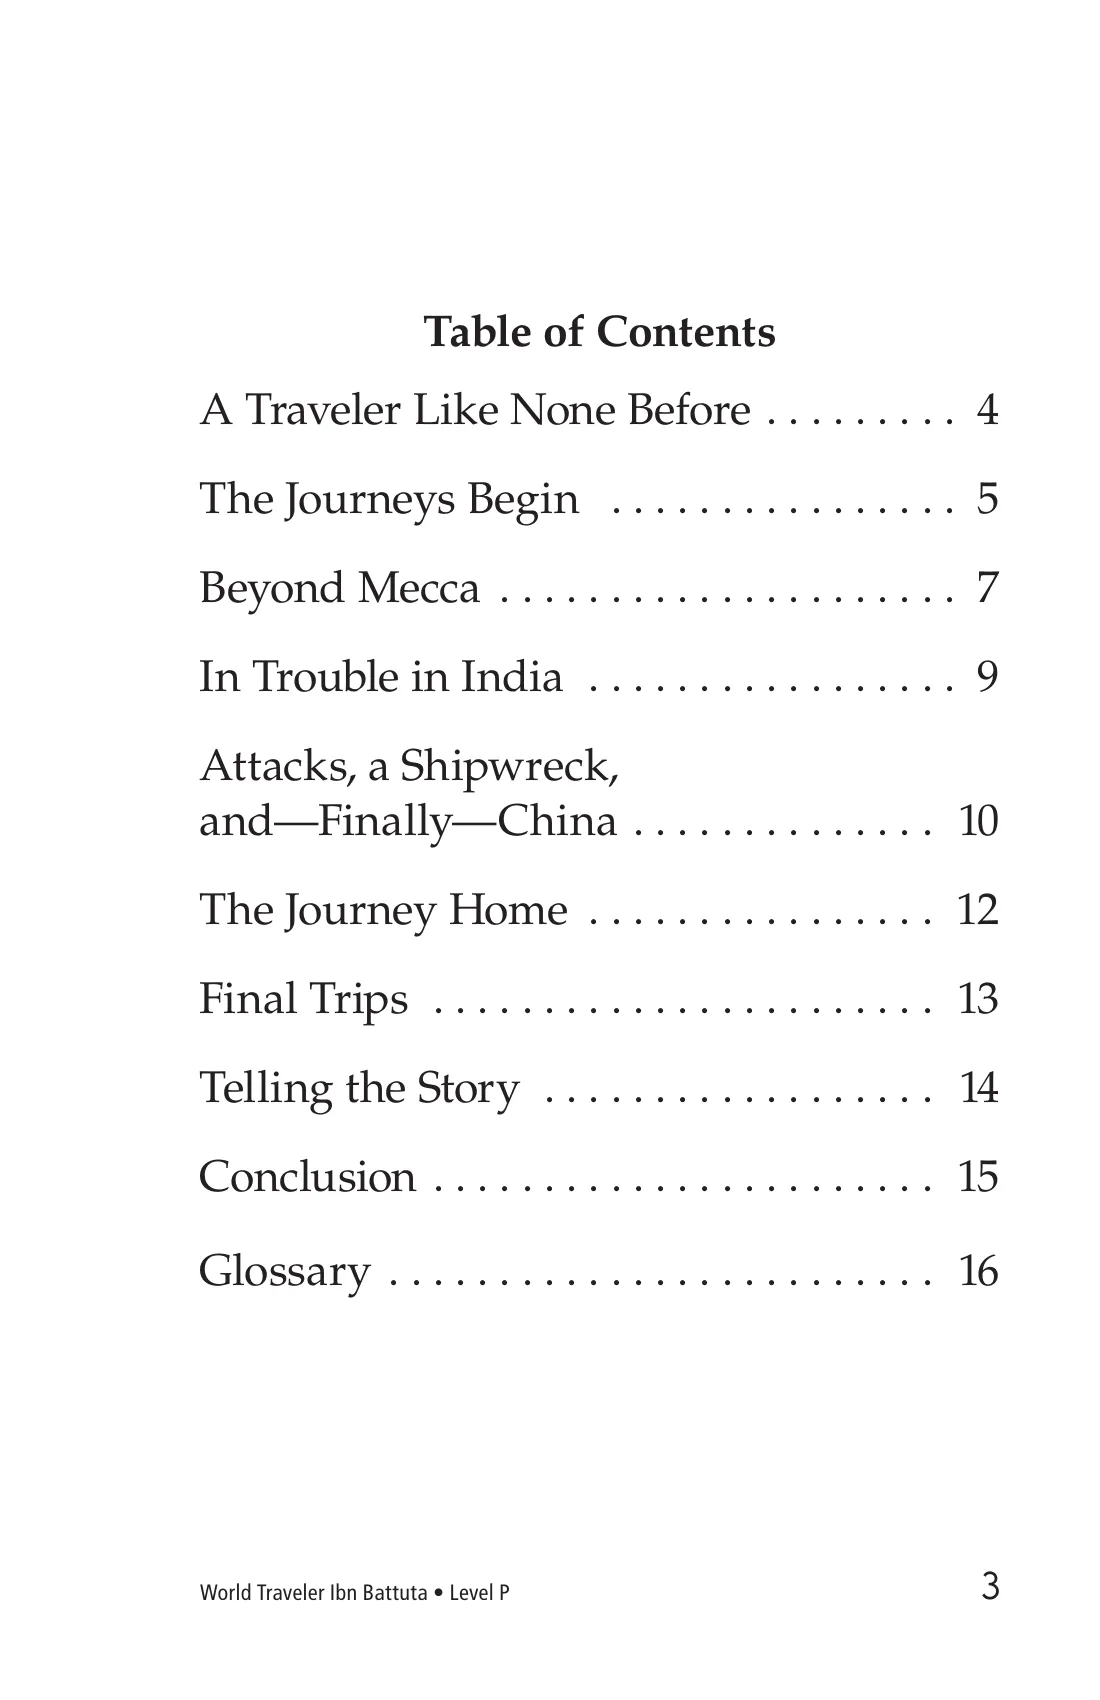 Table of Contents
A Traveler Like None Before . . . . . . . . . 4
The Journeys Begin . . . . . . . . . . . . . . . . 5
Beyond Mecca . . . . . . . . . . . . . . . . . . . . . 7
In Trouble in India . . . . . . . . . . . . . . . . . 9
Attacks, a Shipwreck,
and—Finally—China . . . . . . . . . . . . . . 10
The Journey Home . . . . . . . . . . . . . . . . 12
Final Trips . . . . . . . . . . . . . . . . . . . . . . . 13
Telling the Story . . . . . . . . . . . . . . . . . . 14
Conclusion . . . . . . . . . . . . . . . . . . . . . . . 15
Glossary . . . . . . . . . . . . . . . . . . . . . . . . . 16
World Traveler Ibn Battuta • Level P 3